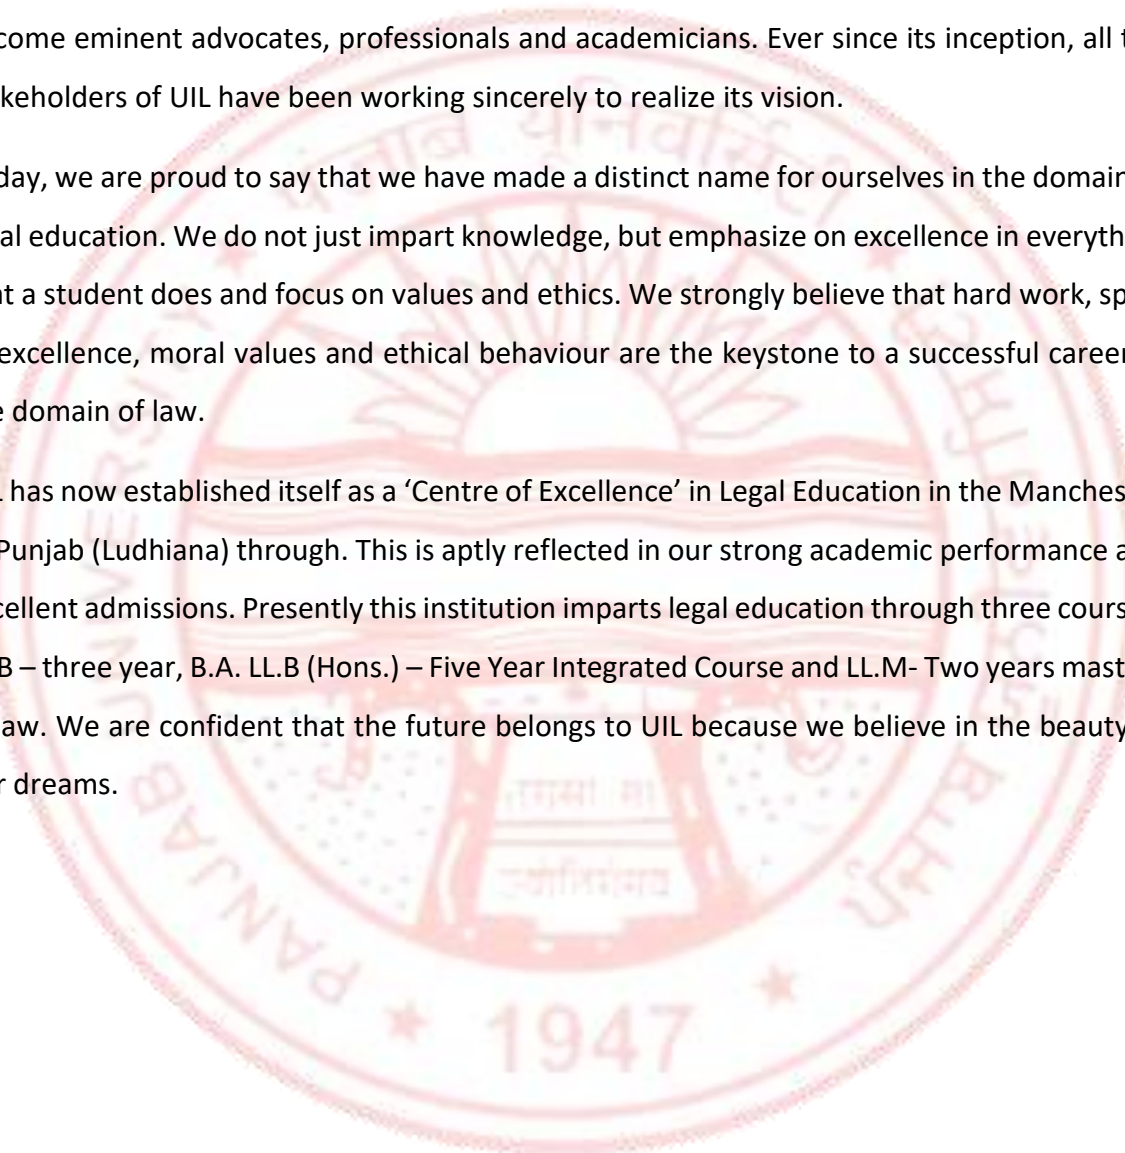 come eminent advocates, professionals and academicians. Ever since its inception, all t
keholders of UIL have been working sincerely to realize its vision.
day, we are proud to say that we have made a distinct name for ourselves in the domain
al education. We do not just impart knowledge, but emphasize on excellence in everyth
t a student does and focus on values and ethics. We strongly believe that hard work, sp
excellence, moral values and ethical behaviour are the keystone to a successful career
e domain of law.
L has now established itself as a ‘Centre of Excellence’ in Legal Education in the Manches
Punjab (Ludhiana) through. This is aptly reflected in our strong academic performance a
cellent admissions. Presently this institution imparts legal education through three cours
B – three year, B.A. LL.B (Hons.) – Five Year Integrated Course and LL.M- Two years mast
aw. We are confident that the future belongs to UIL because we believe in the beauty
r dreams.
पंजाब यूनिवर्सिटी
PANJAB UNIVERSITY
1947